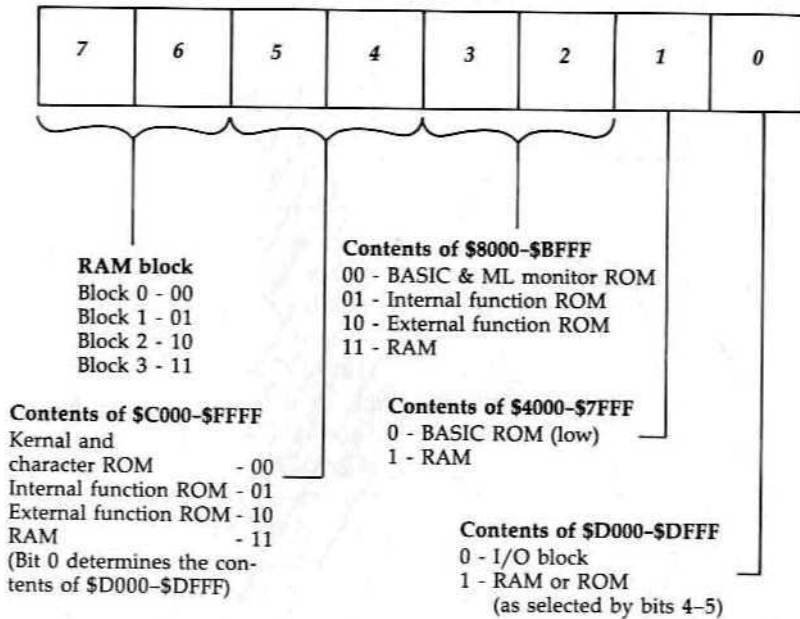 7 6 5 4 3 2 1 0
RAM block
Block 0 - 00
Block 1 - 01
Block 2 - 10
Block 3 - 11
Contents of $8000–$BFFF
00 - BASIC & ML monitor ROM
01 - Internal function ROM
10 - External function ROM
11 - RAM
Contents of $C000–$FFFF
Kernal and
character ROM - 00
Internal function ROM - 01
External function ROM - 10
RAM - 11
(Bit 0 determines the con-
tents of $D000–$DFFF)
Contents of $4000–$7FFF
0 - BASIC ROM (low)
1 - RAM
Contents of $D000–$DFFF
0 - I/O block
1 - RAM or ROM
(as selected by bits 4–5)